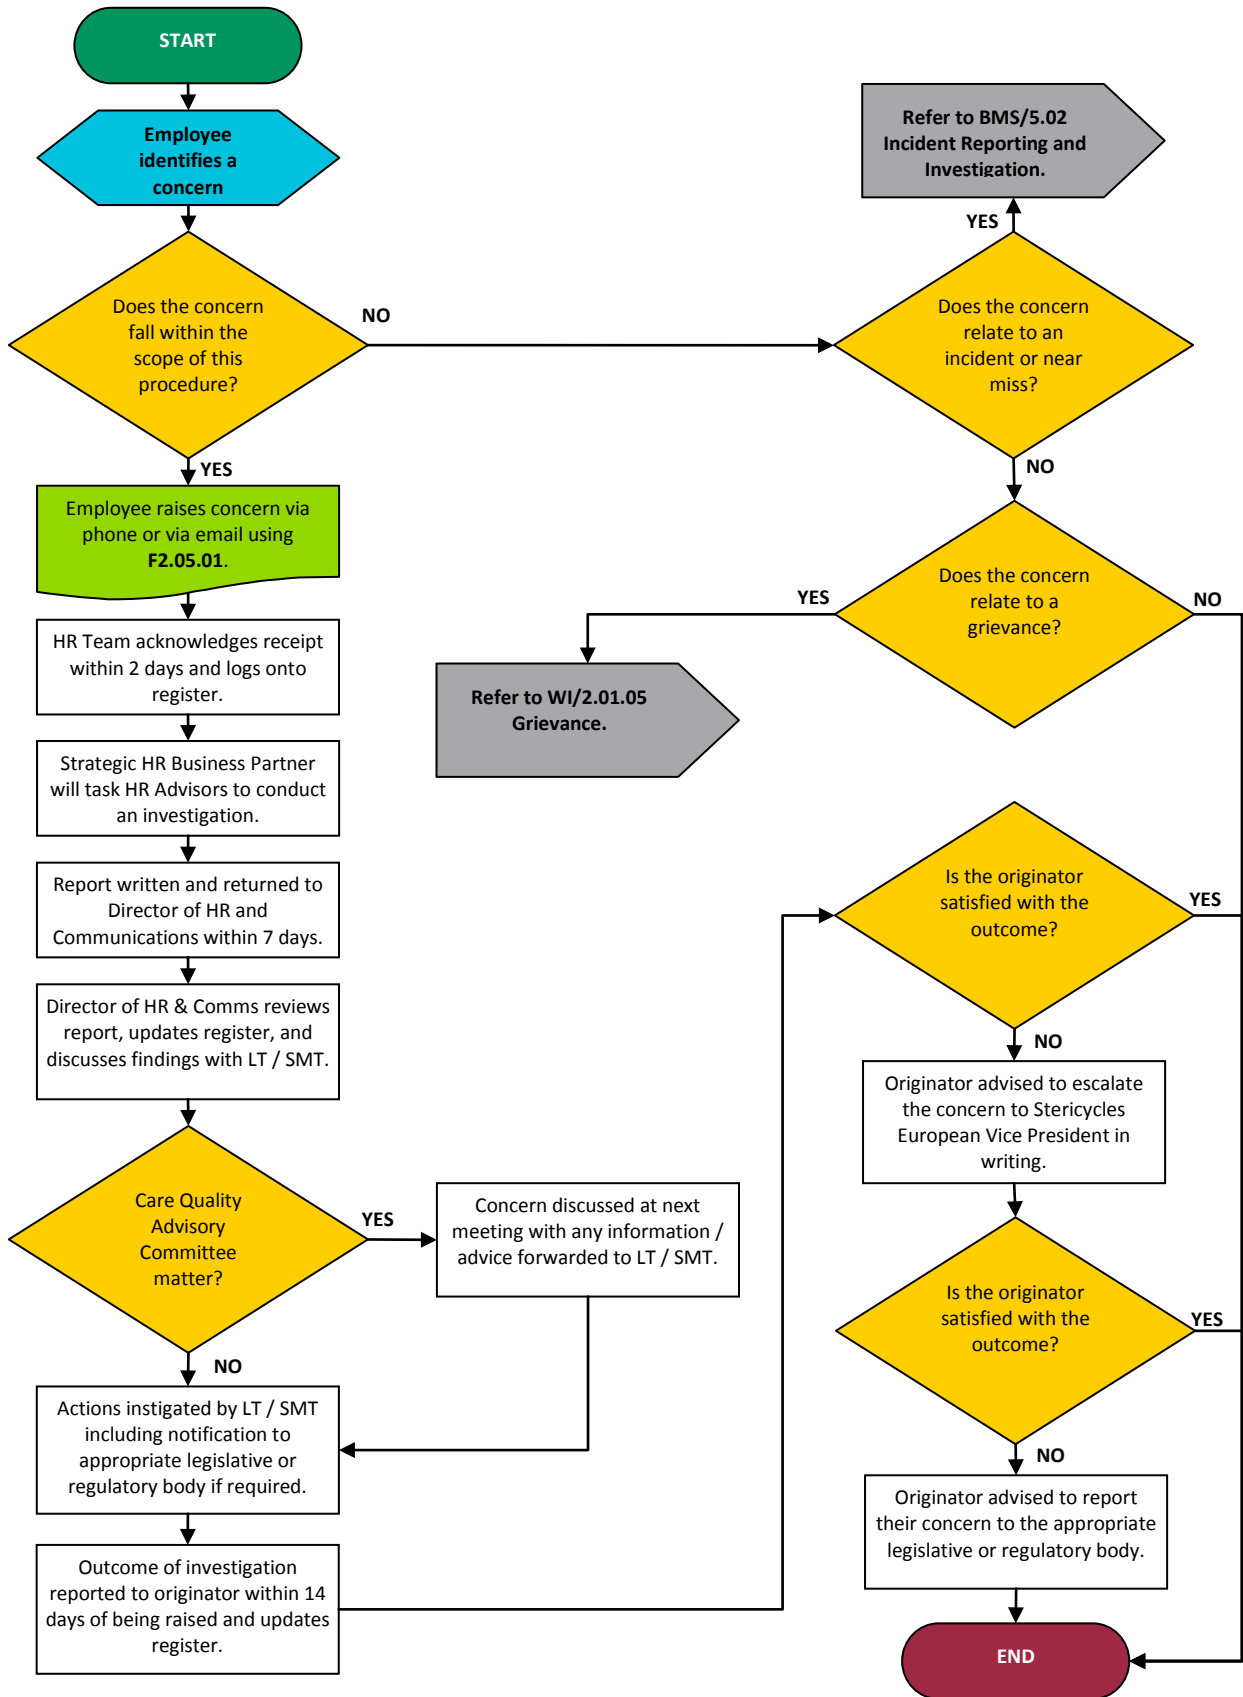 START
Employee
identifies a
concern
Does the concern
fall within the
scope of this
procedure?
NO
YES
Employee raises concern via
phone or via email using
F2.05.01.
HR Team acknowledges receipt
within 2 days and logs onto
register.
Strategic HR Business Partner
will task HR Advisors to conduct
an investigation.
Report written and returned to
Director of HR and
Communications within 7 days.
Director of HR & Comms reviews
report, updates register, and
discusses findings with LT / SMT.
Care Quality
Advisory
Committee
matter?
YES
Concern discussed at next
meeting with any information /
advice forwarded to LT / SMT.
NO
Actions instigated by LT / SMT
including notification to
appropriate legislative or
regulatory body if required.
Outcome of investigation
reported to originator within 14
days of being raised and updates
register.
Refer to BMS/5.02
Incident Reporting and
Investigation.
YES
Does the concern
relate to an
incident or near
miss?
NO
Does the concern
relate to a
grievance?
YES
NO
Refer to WI/2.01.05
Grievance.
Is the originator
satisfied with the
outcome?
YES
NO
Originator advised to escalate
the concern to Stericycles
European Vice President in
writing.
Is the originator
satisfied with the
outcome?
YES
NO
Originator advised to report
their concern to the appropriate
legislative or regulatory body.
END